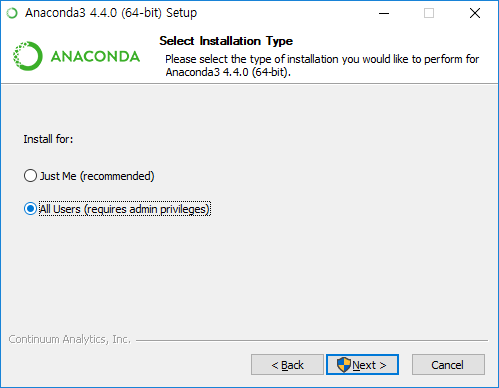 Anaconda3 4.4.0 (64-bit) Setup
ANACONDA
Select Installation Type
Please select the type of installation you would like to perform for
Anaconda3 4.4.0 (64-bit).
Install for:
Just Me (recommended)
All Users (requires admin privileges)
Continuum Analytics, Inc.
< Back
Next >
Cancel